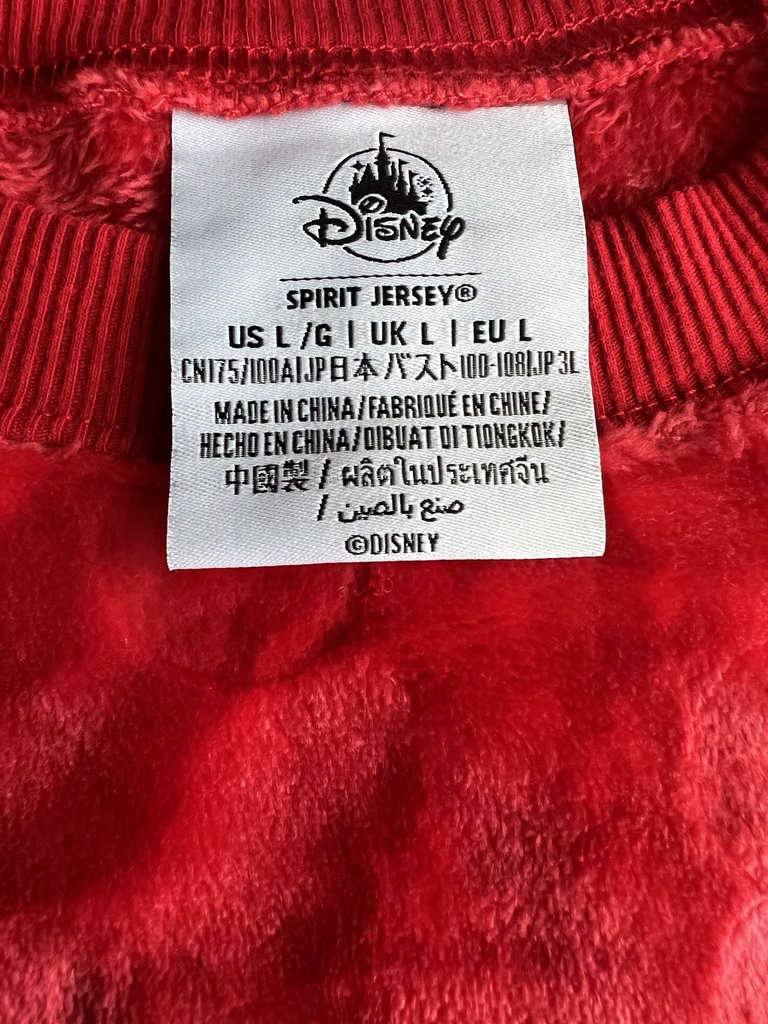 Disney
SPIRIT JERSEY®
US L /G | UK L | EU L
CN175/100A|JP日本 バスト100-108|JP 3L
MADE IN CHINA/FABRIQUÉ EN CHINE/
HECHO EN CHINA/DIBUAT DI TIONGKOK/
中國製 / ผลิตในประเทศจีน
/ صنع بالصين
©DISNEY